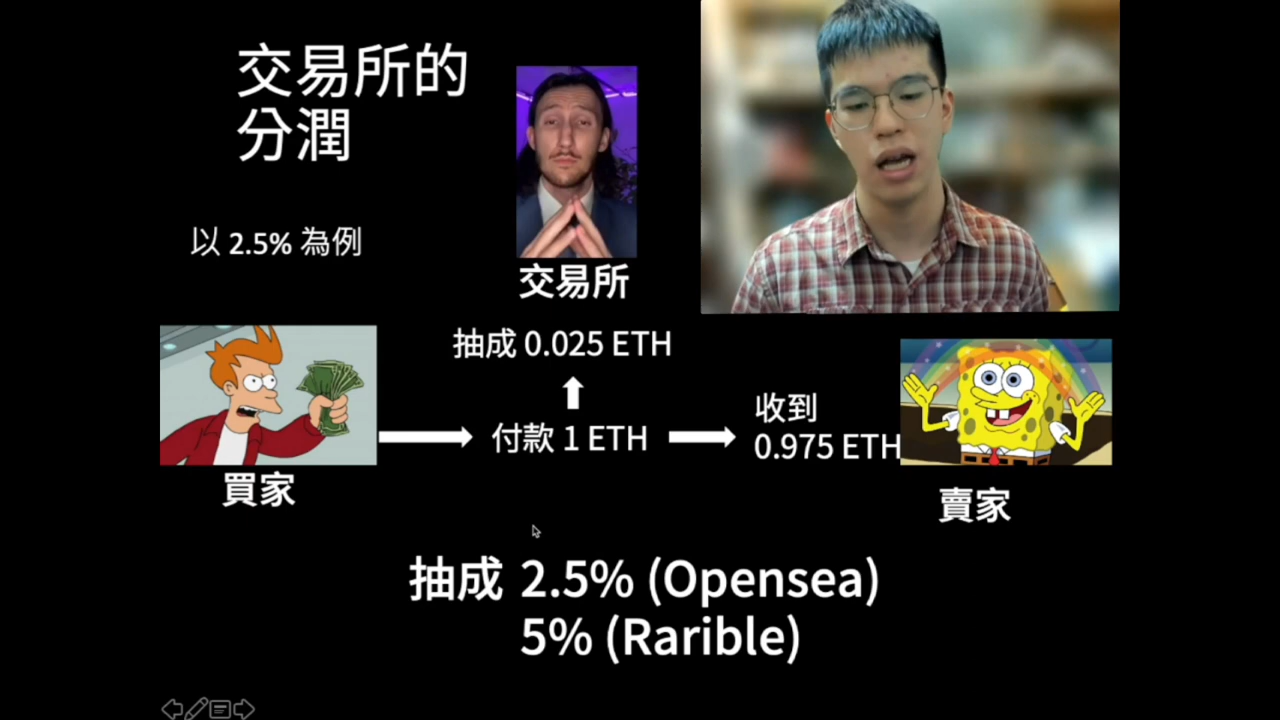 交易所的
分潤
以 2.5% 為例
交易所
抽成 0.025 ETH
付款 1 ETH
收到
0.975 ETH
買家
賣家
抽成 2.5% (Opensea)
5% (Rarible)